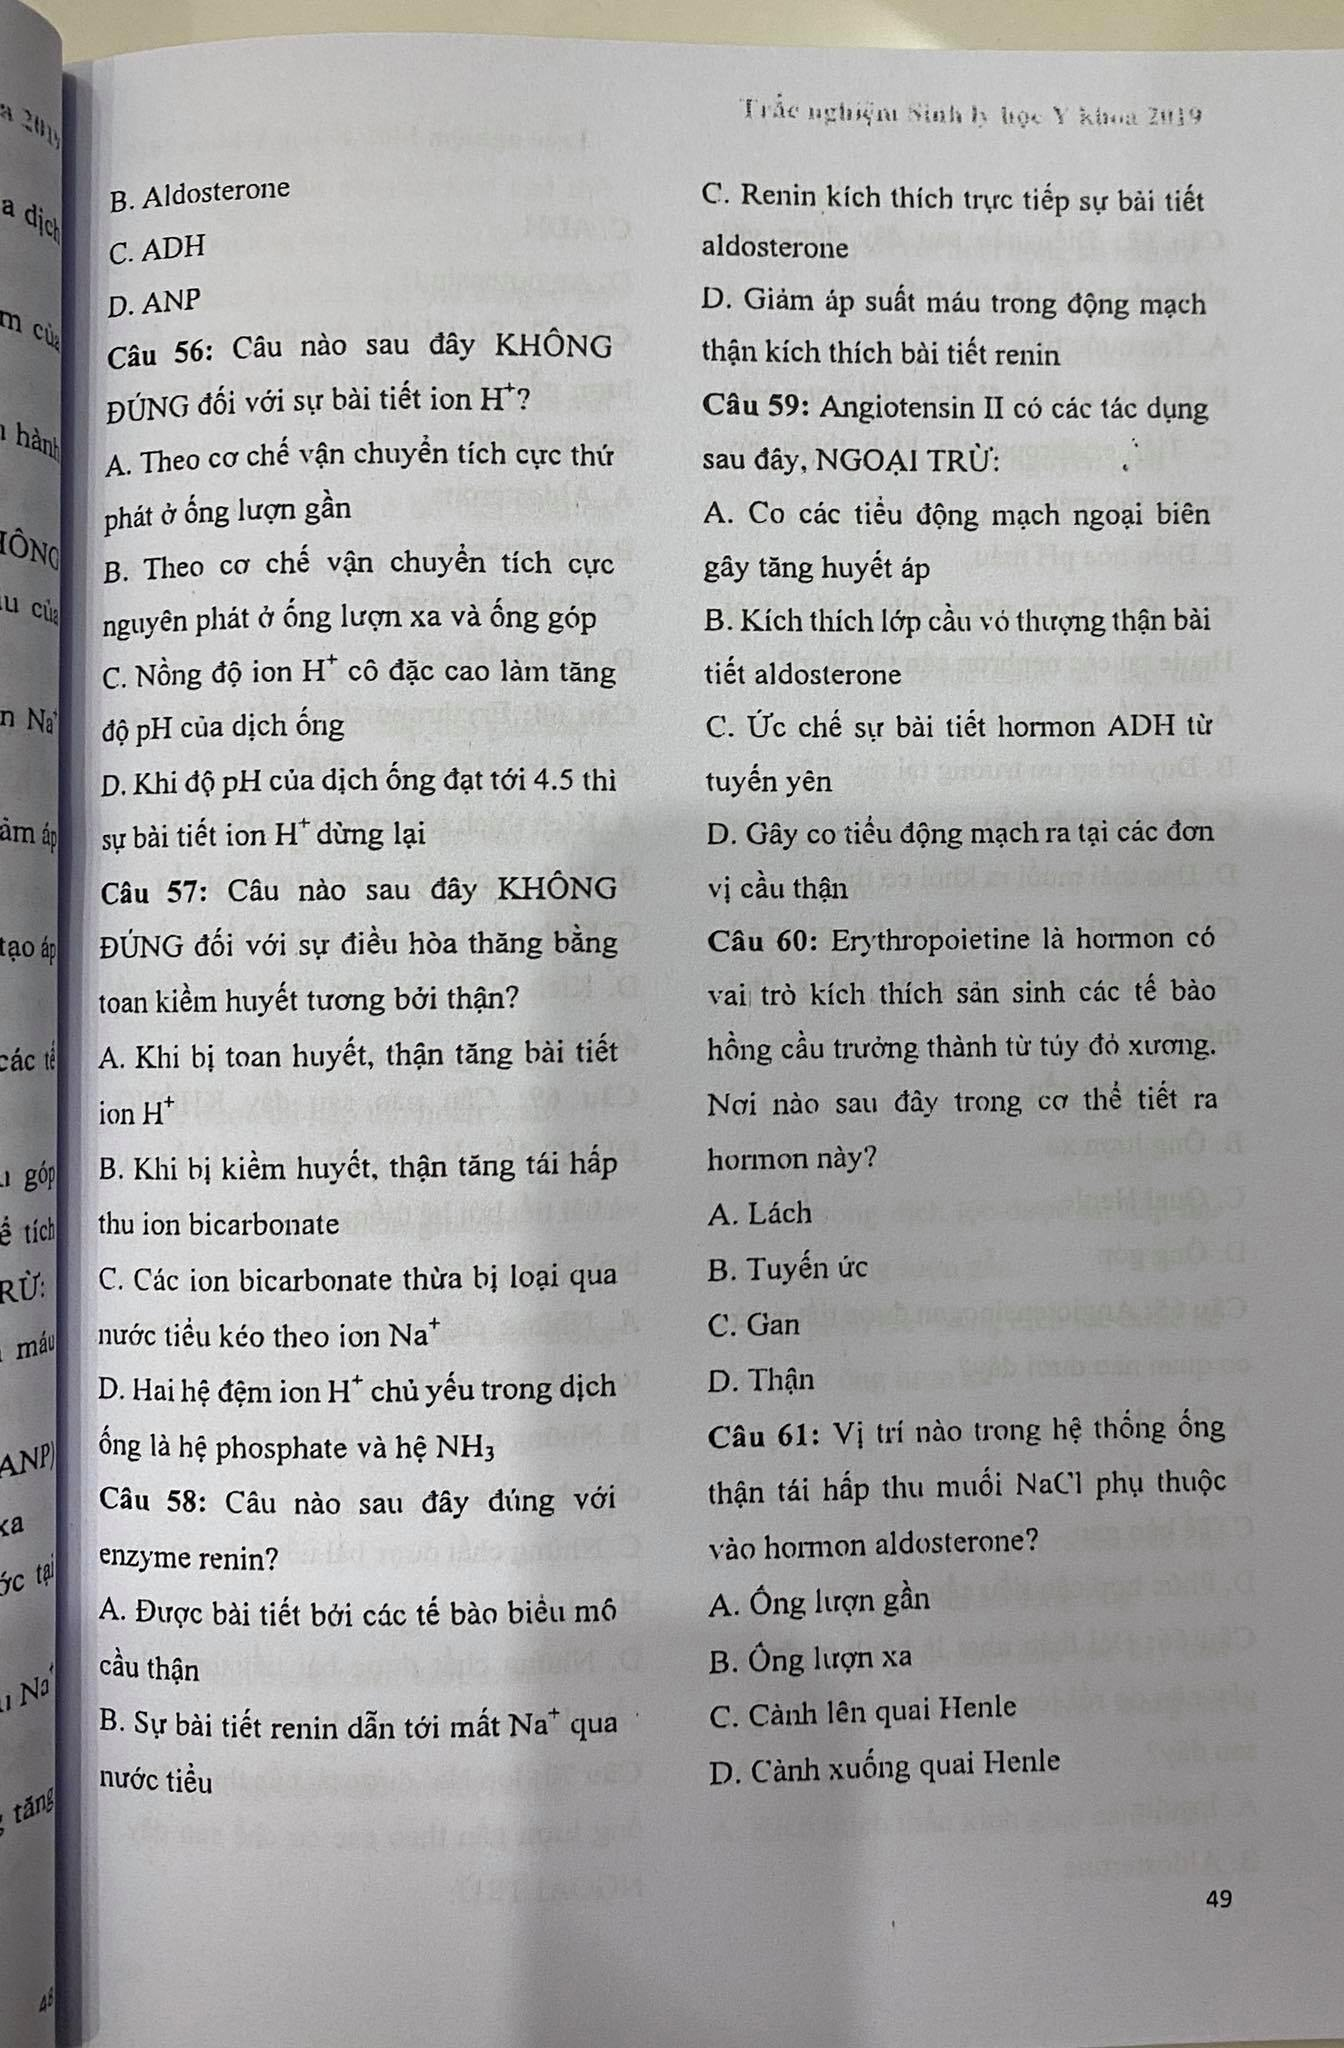 Trắc nghiệm Sinh lý học Y khoa 2019
B. Aldosterone
C. ADH
D. ANP
Câu 56: Câu nào sau đây KHÔNG
ĐÚNG đối với sự bài tiết ion H⁺?
A. Theo cơ chế vận chuyển tích cực thứ
phát ở ống lượn gần
B. Theo cơ chế vận chuyển tích cực
nguyên phát ở ống lượn xa và ống góp
C. Nồng độ ion H⁺ cô đặc cao làm tăng
độ pH của dịch ống
D. Khi độ pH của dịch ống đạt tới 4.5 thì
sự bài tiết ion H⁺ dừng lại
Câu 57: Câu nào sau đây KHÔNG
ĐÚNG đối với sự điều hòa thăng bằng
toan kiềm huyết tương bởi thận?
A. Khi bị toan huyết, thận tăng bài tiết
ion H⁺
B. Khi bị kiềm huyết, thận tăng tái hấp
thu ion bicarbonate
C. Các ion bicarbonate thừa bị loại qua
nước tiểu kéo theo ion Na⁺
D. Hai hệ đệm ion H⁺ chủ yếu trong dịch
ống là hệ phosphate và hệ NH₃
Câu 58: Câu nào sau đây đúng với
enzyme renin?
A. Được bài tiết bởi các tế bào biểu mô
cầu thận
B. Sự bài tiết renin dẫn tới mất Na⁺ qua
nước tiểu
C. Renin kích thích trực tiếp sự bài tiết
aldosterone
D. Giảm áp suất máu trong động mạch
thận kích thích bài tiết renin
Câu 59: Angiotensin II có các tác dụng
sau đây, NGOẠI TRỪ:
A. Co các tiểu động mạch ngoại biên
gây tăng huyết áp
B. Kích thích lớp cầu vỏ thượng thận bài
tiết aldosterone
C. Ức chế sự bài tiết hormon ADH từ
tuyến yên
D. Gây co tiểu động mạch ra tại các đơn
vị cầu thận
Câu 60: Erythropoietine là hormon có
vai trò kích thích sản sinh các tế bào
hồng cầu trưởng thành từ tủy đỏ xương.
Nơi nào sau đây trong cơ thể tiết ra
hormon này?
A. Lách
B. Tuyến ức
C. Gan
D. Thận
Câu 61: Vị trí nào trong hệ thống ống
thận tái hấp thu muối NaCl phụ thuộc
vào hormon aldosterone?
A. Ống lượn gần
B. Ống lượn xa
C. Cành lên quai Henle
D. Cành xuống quai Henle
49